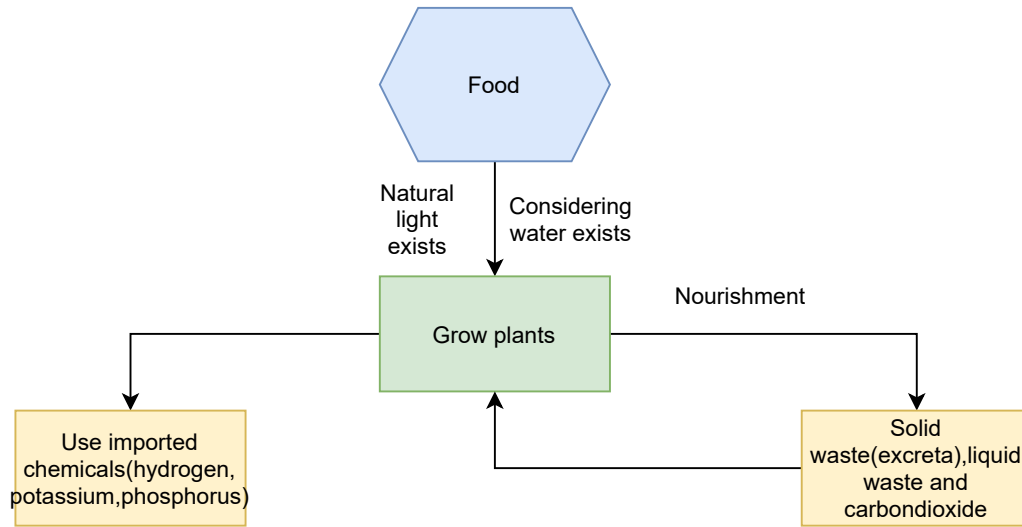 Food
Natural
light
exists
Considering
water exists
Nourishment
Grow plants
Use imported
chemicals(hydrogen,
potassium,phosphorus)
Solid
waste(excreta),liquid
waste and
carbondioxide